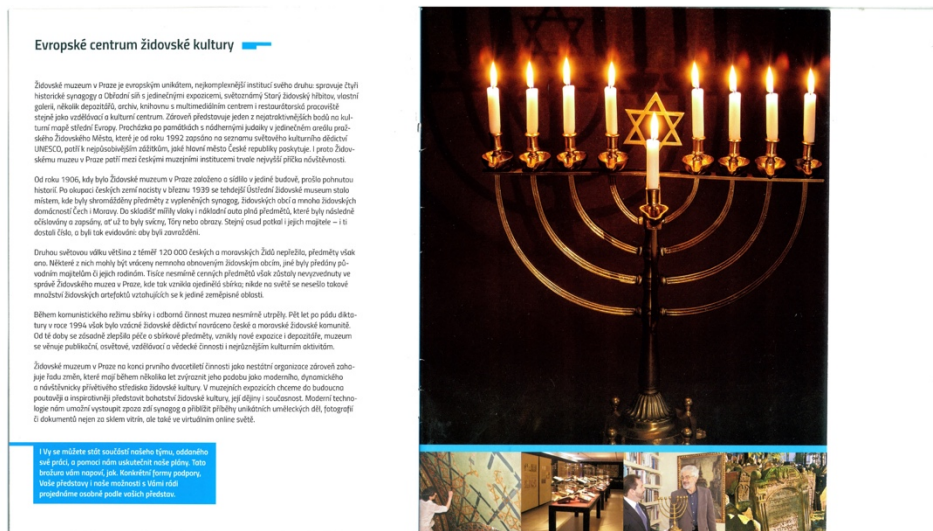 Evropské centrum židovské kultury
Židovské muzeum v Praze je evropským unikátem, nejkomplexnější institucí svého druhu: spravuje čtyři
historické synagogy a Obřadní síň s jedinečnými expozicemi, světoznámý Starý židovský hřbitov, vlastní
galerii, několik depozitářů, archiv, knihovnu s multimediálním centrem i restaurátorská pracoviště
stejně jako vzdělávací a kulturní centrum. Zároveň představuje jeden z nejatraktivnějších bodů na kul-
turní mapě střední Evropy. Procházka po památkách s nádhernými judaiky v jedinečném areálu praž-
ského Židovského Města, které je od roku 1992 zapsáno na seznamu světového kulturního dědictví
UNESCO, patří k nejpůsobivějším zážitkům, jaké hlavní město České republiky poskytuje. I proto Židov-
skému muzeu v Praze patří mezi českými muzejními institucemi trvale nejvyšší příčka návštěvnosti.
Od roku 1906, kdy bylo Židovské muzeum v Praze založeno a sídlilo v jediné budově, prošlo pohnutou
historií. Po okupaci českých zemí nacisty v březnu 1939 se tehdejší Ústřední židovské museum stalo
místem, kde byly shromážděny předměty z vypleněných synagog, židovských obcí a mnoha židovských
domácností Čech i Moravy. Do skladišť mířily vlaky i nákladní auta plná předmětů, které byly následně
očíslovány a zapsány, ať už to byly svícny, Tóry nebo obrazy. Stejný osud potkal i jejich majitele – i ti
dostali číslo, a byli tak evidováni: aby byli zavražděni.
Druhou světovou válku většina z téměř 120 000 českých a moravských Židů nepřežila, předměty však
ano. Některé z nich mohly být vráceny nemnoha obnoveným židovským obcím, jiné byly předány pů-
vodním majitelům či jejich rodinám. Tisíce nesmírně cenných předmětů však zůstaly nevyzvednuty ve
správě Židovského muzea v Praze, kde tak vznikla ojedinělá sbírka; nikde na světě se nesešlo takové
množství židovských artefaktů vztahujících se k jediné zeměpisné oblasti.
Během komunistického režimu sbírky i odborná činnost muzea nesmírně utrpěly. Pět let po pádu dikta-
tury v roce 1994 však bylo vzácné židovské dědictví navráceno české a moravské židovské komunitě.
Od té doby se zásadně zlepšila péče o sbírkové předměty, vznikly nové expozice i depozitáře, muzeum
se věnuje publikační, osvětové, vzdělávací a vědecké činnosti i nejrůznějším kulturním aktivitám.
Židovské muzeum v Praze na konci prvního dvacetiletí činnosti jako nestátní organizace zároveň zaha-
juje řadu změn, které mají během několika let zvýraznit jeho podobu jako moderního, dynamického
a návštěvnicky přívětivého střediska židovské kultury. V muzejních expozicích chceme do budoucna
poutavěji a inspirativněji představit bohatství židovské kultury, její dějiny i současnost. Moderní techno-
logie nám umožní vystoupit zpoza zdí synagog a přiblížit příběhy unikátních uměleckých děl, fotografií
či dokumentů nejen za sklem vitrín, ale také ve virtuálním online světě.
I Vy se můžete stát součástí našeho týmu, oddaného
své práci, a pomoci nám uskutečnit naše plány. Tato
brožura vám napoví, jak. Konkrétní formy podpory,
Vaše představy i naše možnosti s Vámi rádi
projednáme osobně podle vašich představ.